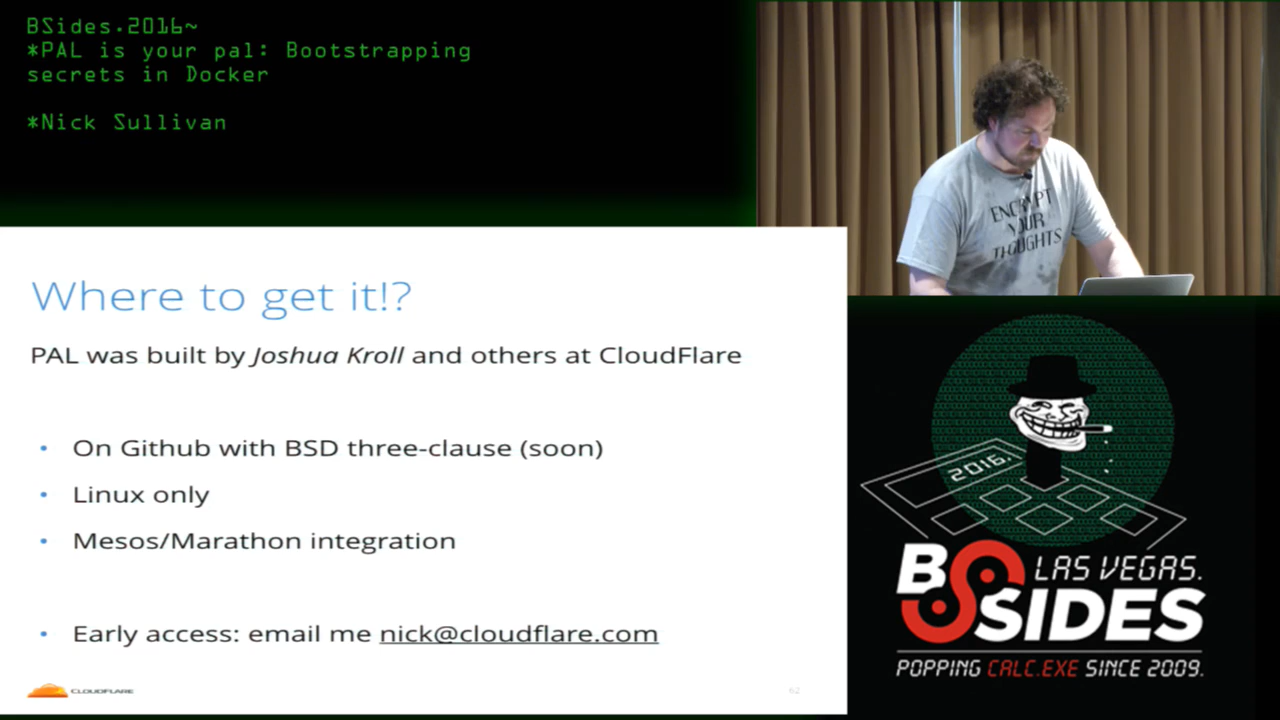 BSides.2016~
*PAL is your pal: Bootstrapping
secrets in Docker
*Nick Sullivan
ENCRYPT
YOUR
THOUGHTS
Where to get it!?
PAL was built by Joshua Kroll and others at CloudFlare
• On Github with BSD three-clause (soon)
• Linux only
• Mesos/Marathon integration
• Early access: email me nick@cloudflare.com
CLOUDFLARE
62
2016.
BSIDES
LAS VEGAS.
POPPING CALC.EXE SINCE 2009.